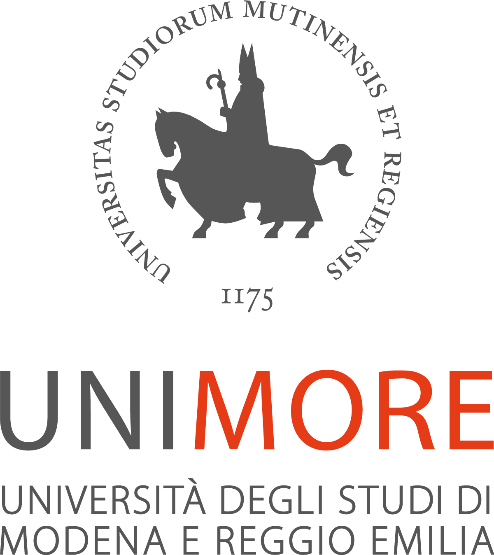 UNIVERSITAS STUDIORUM MUTINENSIS ET REGIENSIS
1175
UNIMORE
UNIVERSITÀ DEGLI STUDI DI
MODENA E REGGIO EMILIA